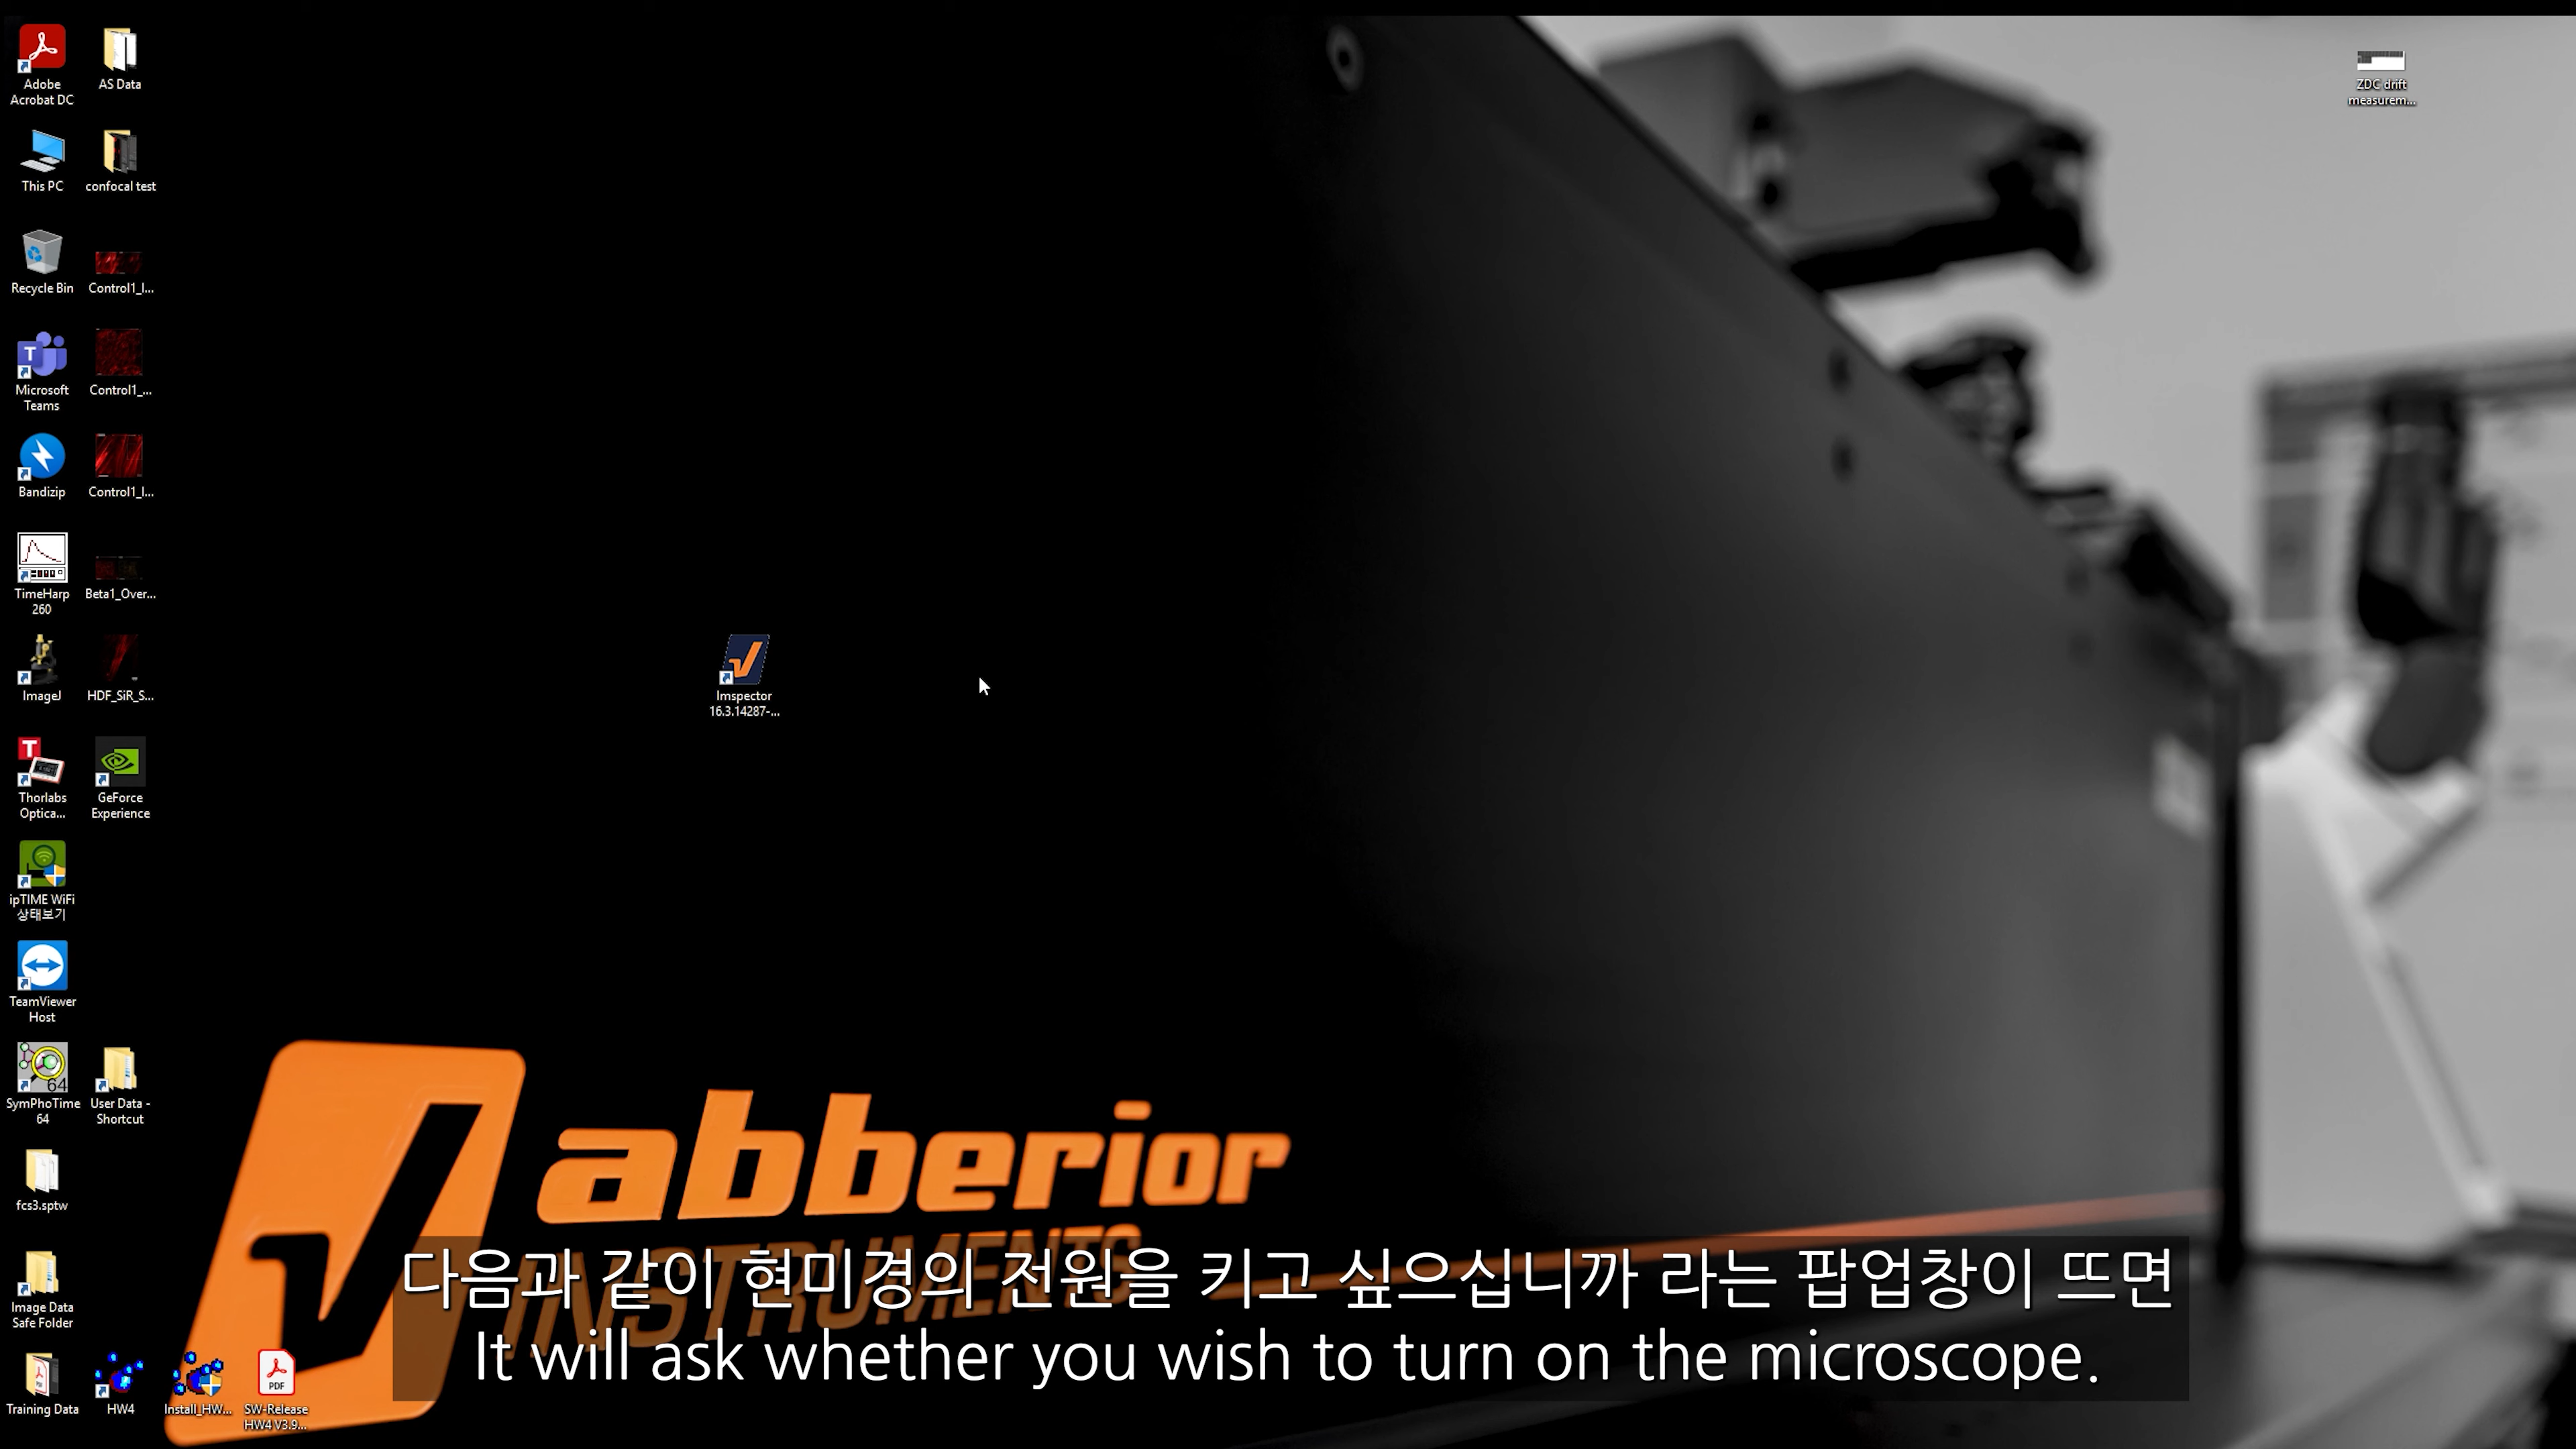 Adobe
Acrobat DC
AS Data
ZDC drift
measurem...
This PC
confocal test
Recycle Bin
Control1_I...
Microsoft
Teams
Control1_...
Bandizip
Control1_I...
TimeHarp
260
Beta1_Over...
ImageJ
HDF_SiR_S...
Imspector
16.3.14287-...
Thorlabs
Optica...
GeForce
Experience
ipTIME WiFi
상태보기
TeamViewer
Host
64
SymPhoTime
64
User Data -
Shortcut
abberior
INSTRUMENTS
fcs3.sptw
다음과 같이 현미경의 전원을 키고 싶으십니까 라는 팝업창이 뜨면
It will ask whether you wish to turn on the microscope.
Image Data
Safe Folder
PDF
Training Data
HW4
Install_HW...
SW-Release
HW4 V3.9...